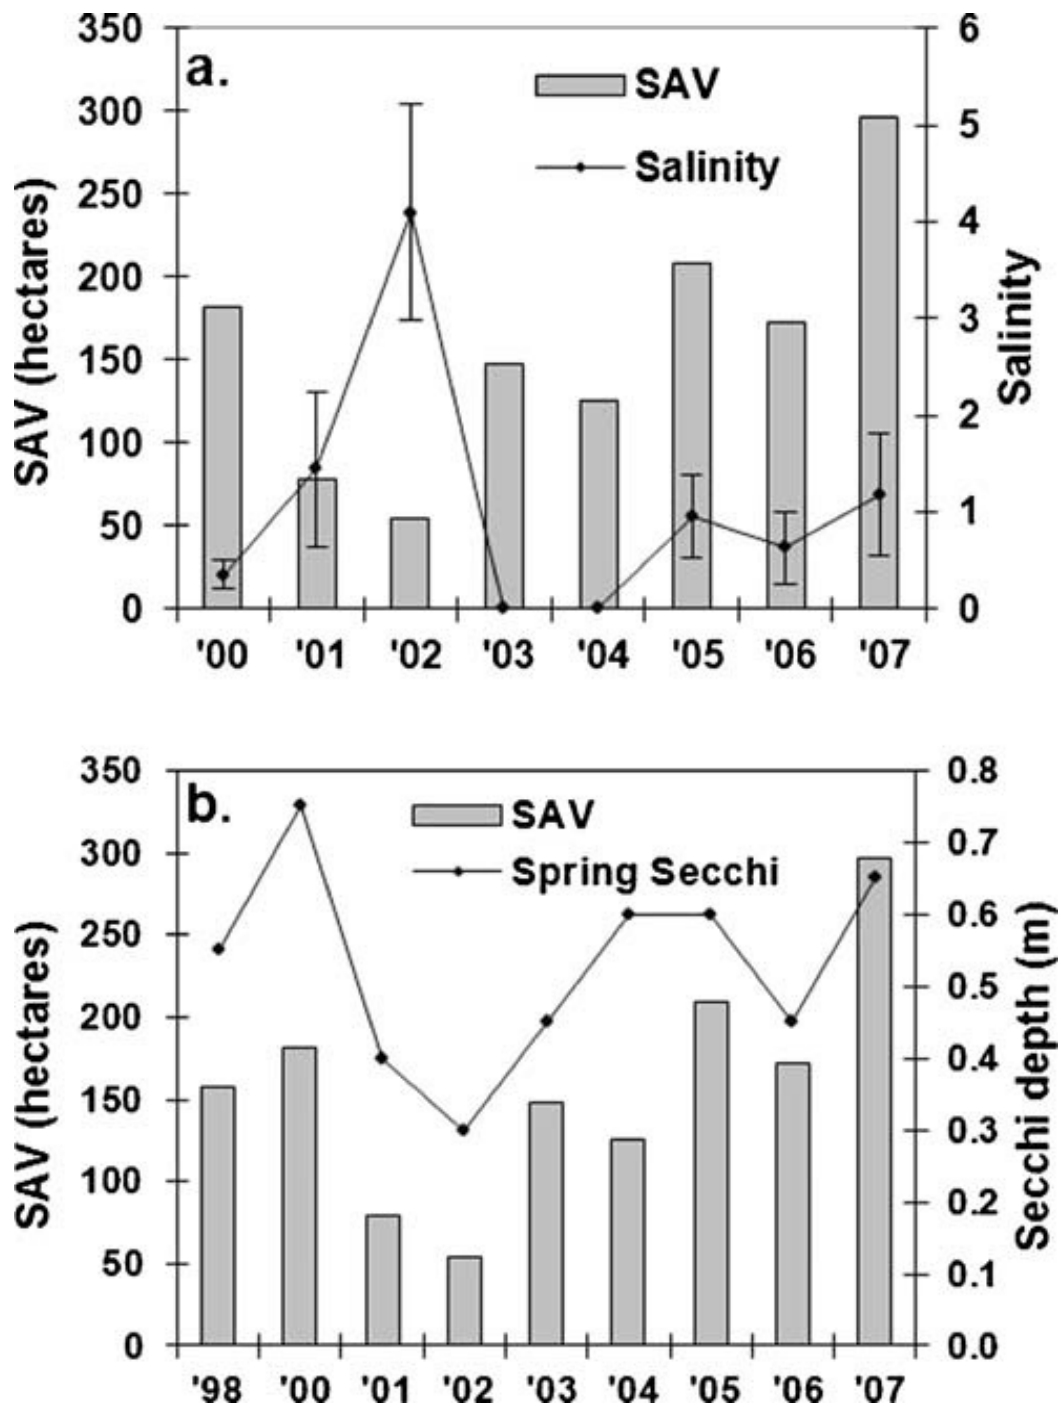 a.
SAV
Salinity
350
300
250
200
150
100
50
0
SAV (hectares)
6
5
4
3
2
1
0
Salinity
'00 '01 '02 '03 '04 '05 '06 '07
b.
SAV
Spring Secchi
350
300
250
200
150
100
50
0
SAV (hectares)
0.8
0.7
0.6
0.5
0.4
0.3
0.2
0.1
0.0
Secchi depth (m)
'98 '00 '01 '02 '03 '04 '05 '06 '07